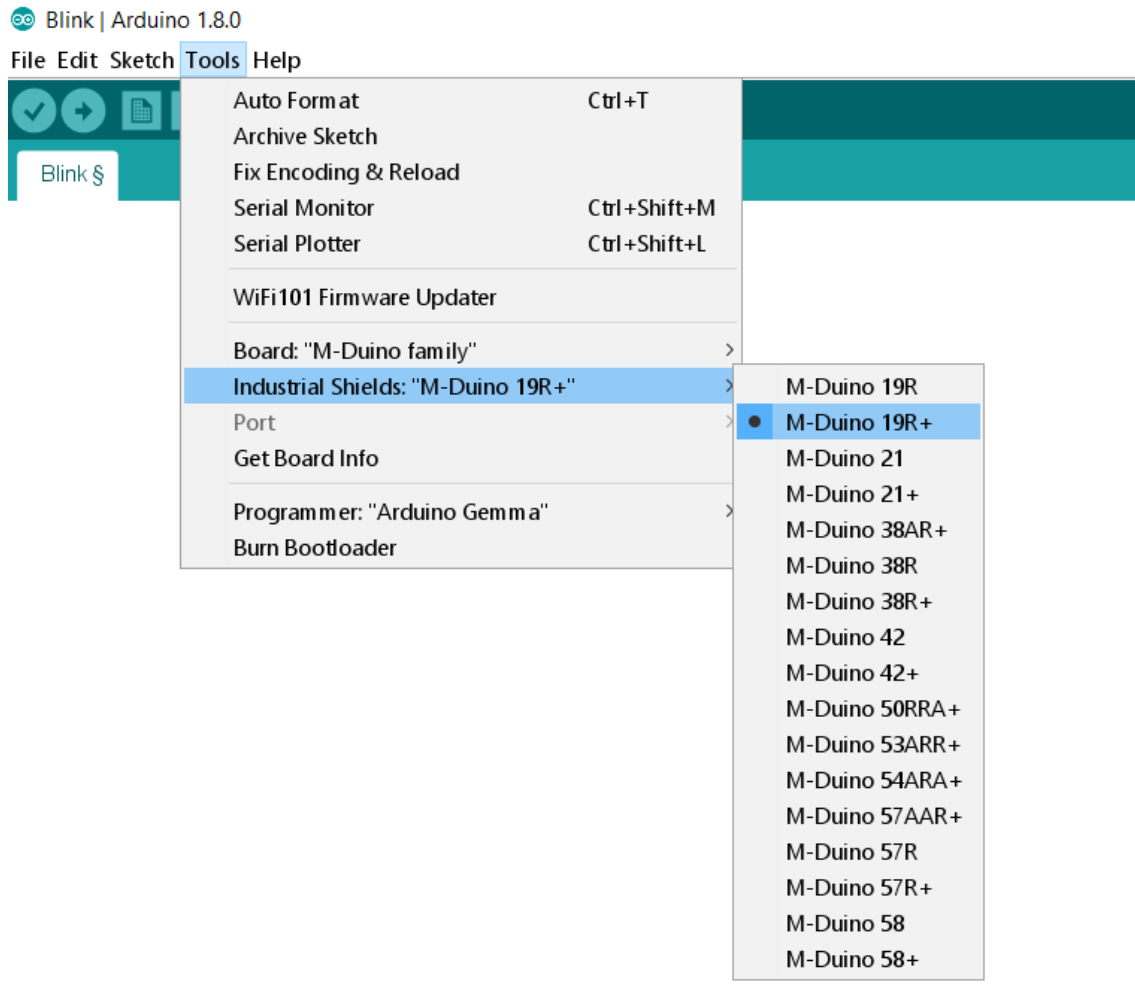 Blink | Arduino 1.8.0
File Edit Sketch Tools Help
Blink §
Auto Format Ctrl+T
Archive Sketch
Fix Encoding & Reload
Serial Monitor Ctrl+Shift+M
Serial Plotter Ctrl+Shift+L
WiFi101 Firmware Updater
Board: "M-Duino family"
Industrial Shields: "M-Duino 19R+"
Port
Get Board Info
Programmer: "Arduino Gemma"
Burn Bootloader
M-Duino 19R
M-Duino 19R+
M-Duino 21
M-Duino 21+
M-Duino 38AR+
M-Duino 38R
M-Duino 38R+
M-Duino 42
M-Duino 42+
M-Duino 50RRA+
M-Duino 53ARR+
M-Duino 54ARA+
M-Duino 57AAR+
M-Duino 57R
M-Duino 57R+
M-Duino 58
M-Duino 58+